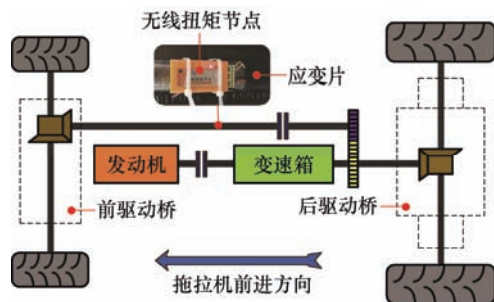 无线扭矩节点
应变片
发动机
变速箱
前驱动桥
后驱动桥
拖拉机前进方向